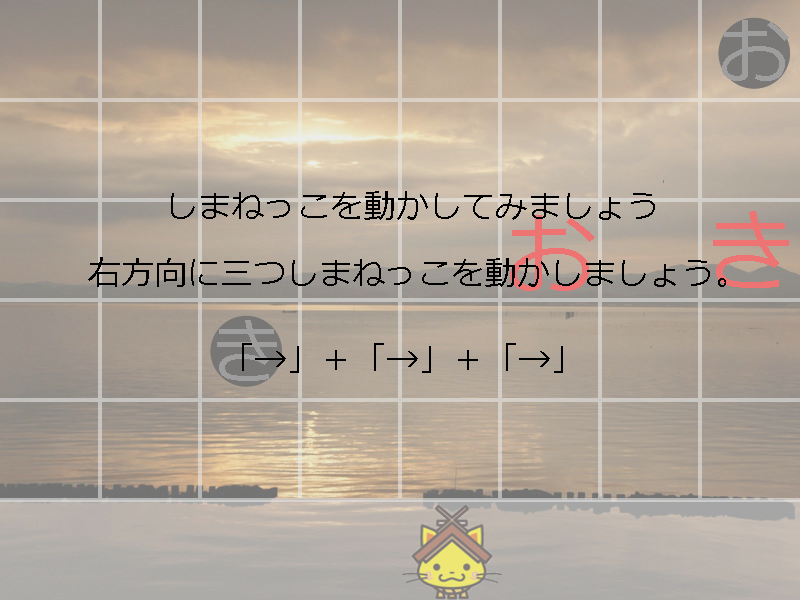 お
しまねっこを動かしてみましょう
お き
右方向に三つしまねっこを動かしましょう。
き
「→」+「→」+「→」